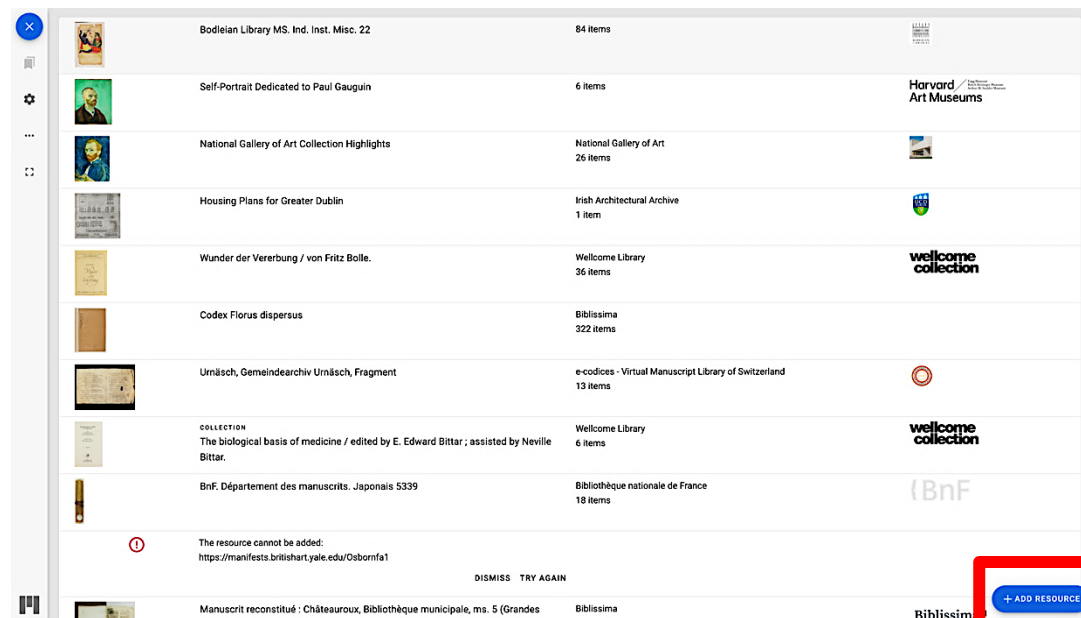 Bodleian Library MS. Ind. Inst. Misc. 22
84 items
Self-Portrait Dedicated to Paul Gauguin
6 items
Harvard
Art Museums
National Gallery of Art Collection Highlights
National Gallery of Art
26 items
Housing Plans for Greater Dublin
Irish Architectural Archive
1 item
Wunder der Vererbung / von Fritz Bolle.
Wellcome Library
36 items
wellcome
collection
Codex Florus dispersus
Biblissima
322 items
Urnäsch, Gemeindearchiv Urnäsch, Fragment
e-codices - Virtual Manuscript Library of Switzerland
13 items
COLLECTION
The biological basis of medicine / edited by E. Edward Bittar ; assisted by Neville
Bittar.
Wellcome Library
6 items
wellcome
collection
BnF. Département des manuscrits. Japonais 5339
Bibliothèque nationale de France
18 items
{BnF
The resource cannot be added:
https://manifests.britishart.yale.edu/Osbornfa1
DISMISS TRY AGAIN
Manuscrit reconstitué : Châteauroux, Bibliothèque municipale, ms. 5 (Grandes
Biblissima
Biblissima
+ ADD RESOURCE